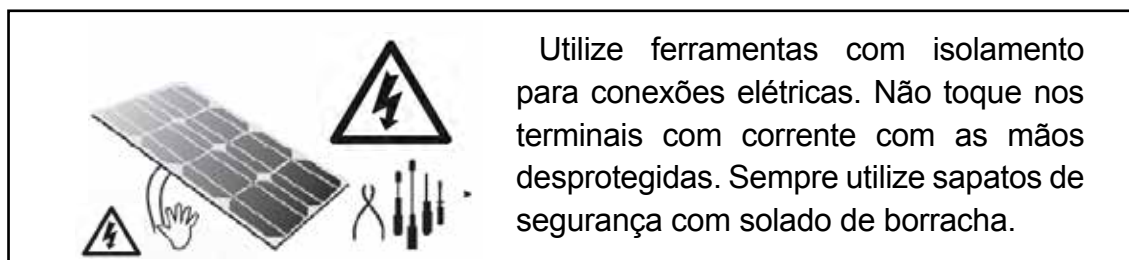 Utilize ferramentas com isolamento
para conexões elétricas. Não toque nos
terminais com corrente com as mãos
desprotegidas. Sempre utilize sapatos de
segurança com solado de borracha.